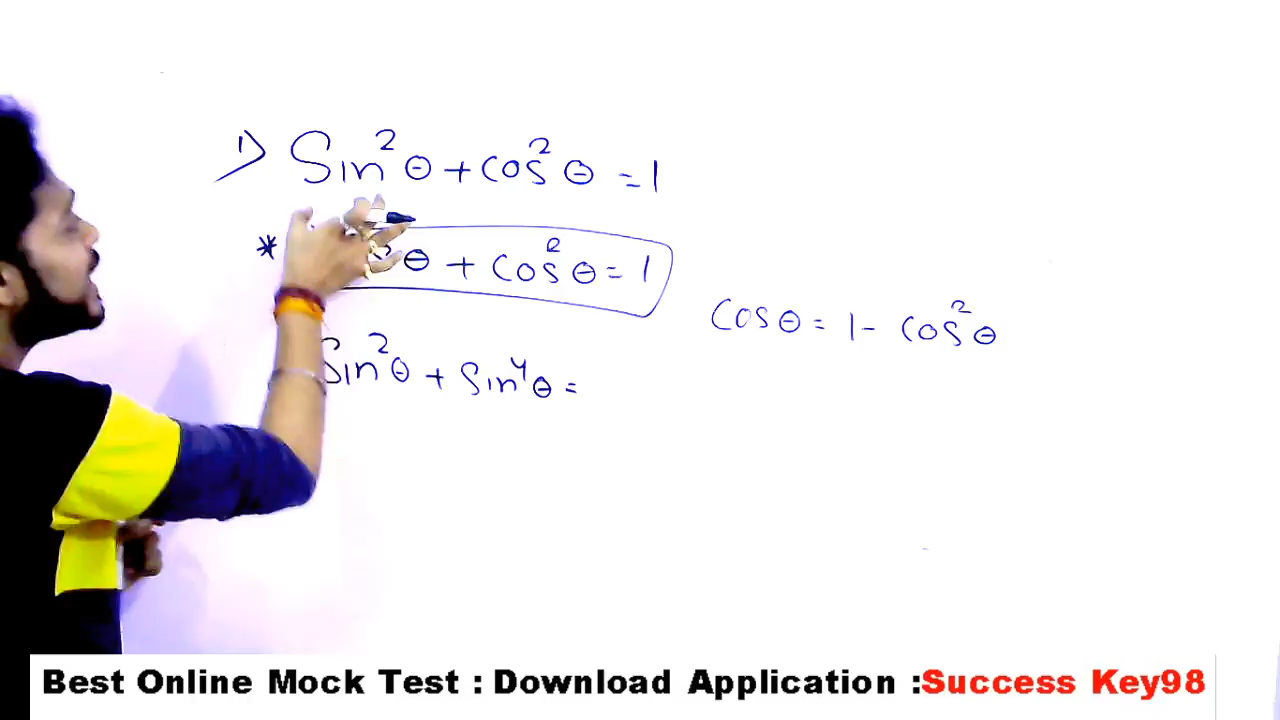 1) Sin²θ + cos²θ = 1
* θ + cos²θ = 1
cosθ = 1 - cos²θ
Sin²θ + Sin⁴θ =
Best Online Mock Test : Download Application :Success Key98